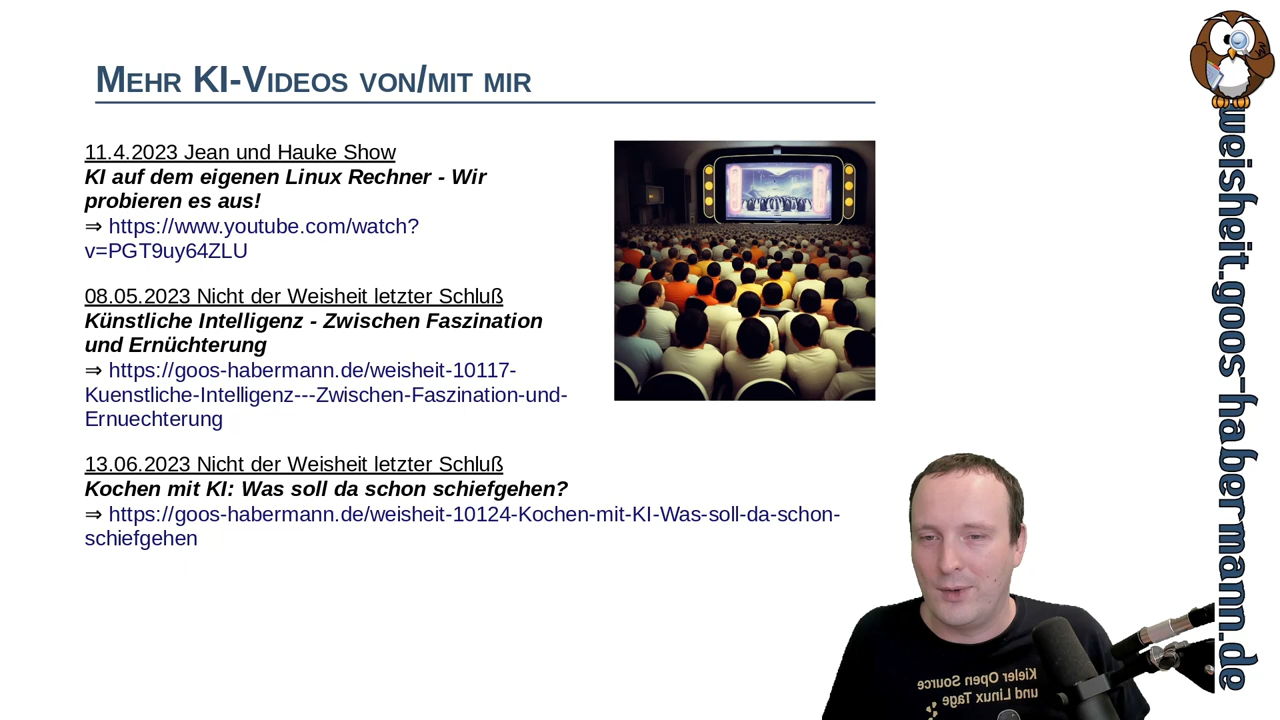 Mehr KI-Videos von/mit mir
11.4.2023 Jean und Hauke Show
KI auf dem eigenen Linux Rechner - Wir
probieren es aus!
⇒ https://www.youtube.com/watch?
v=PGT9uy64ZLU
08.05.2023 Nicht der Weisheit letzter Schluß
Künstliche Intelligenz - Zwischen Faszination
und Ernüchterung
⇒ https://goos-habermann.de/weisheit-10117-
Kuenstliche-Intelligenz---Zwischen-Faszination-und-
Ernuechterung
13.06.2023 Nicht der Weisheit letzter Schluß
Kochen mit KI: Was soll da schon schiefgehen?
⇒ https://goos-habermann.de/weisheit-10124-Kochen-mit-KI-Was-soll-da-schon-
schiefgehen
weisheit.goos-habermann.de
Kieler Open Source
und Linux Tage